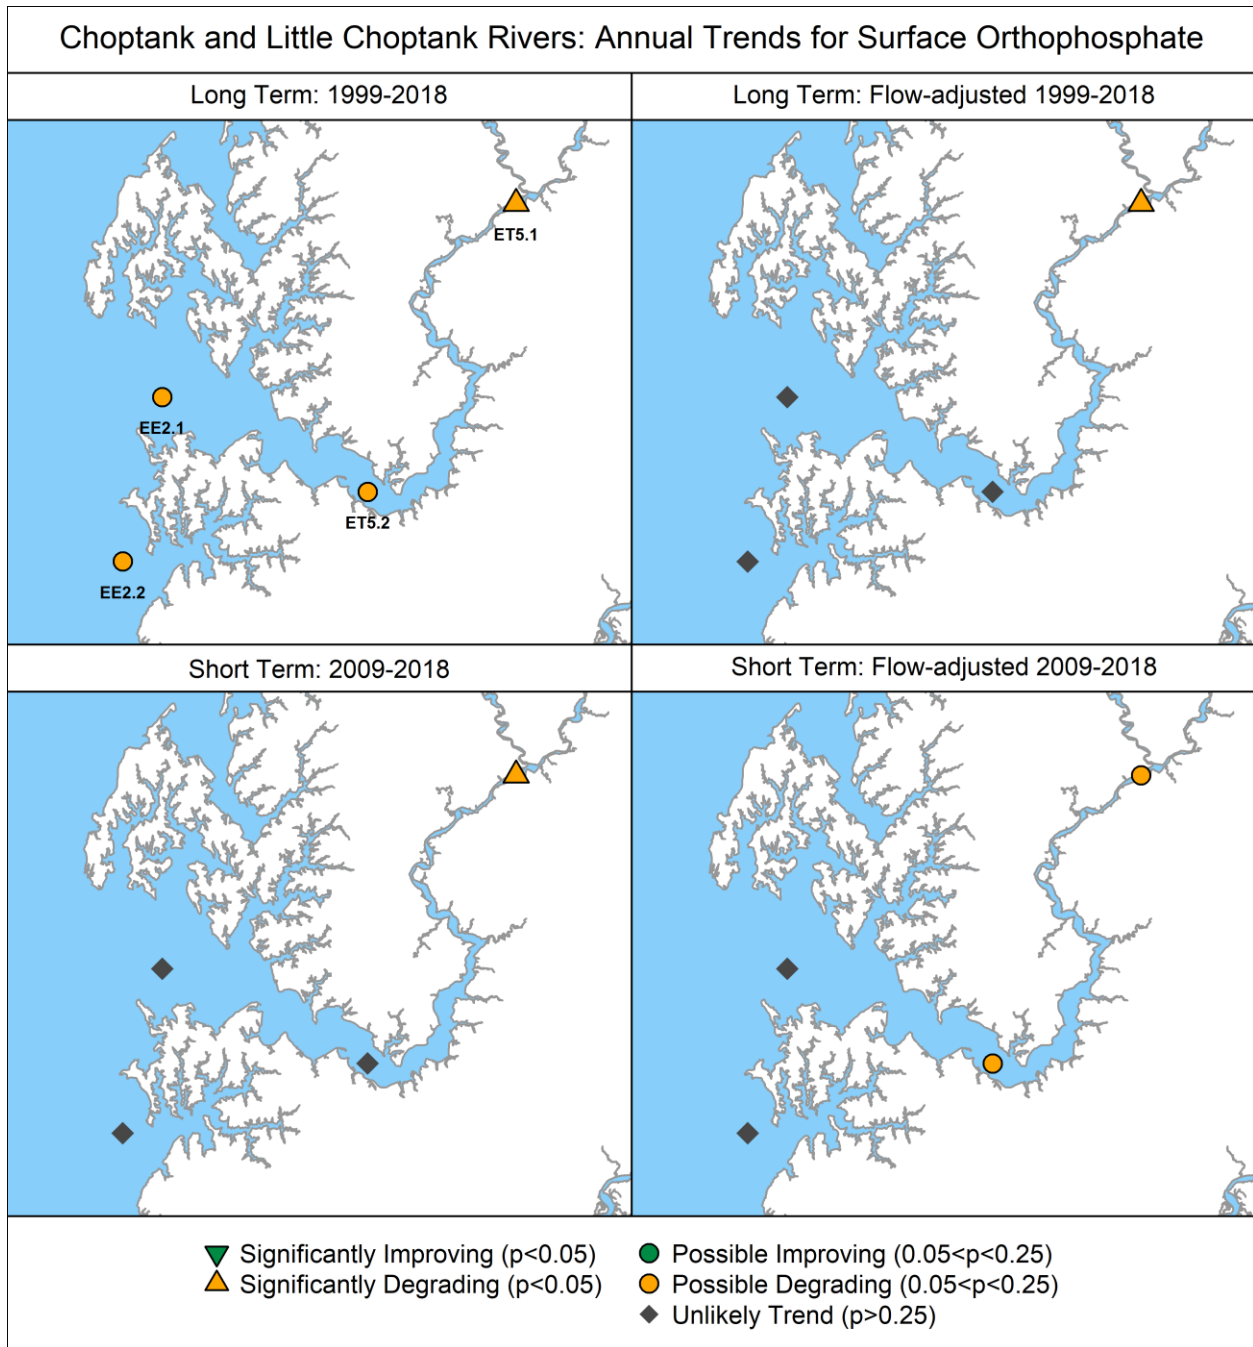 Choptank and Little Choptank Rivers: Annual Trends for Surface Orthophosphate
Long Term: 1999-2018
Long Term: Flow-adjusted 1999-2018
ET5.1
EE2.1
ET5.2
EE2.2
Short Term: 2009-2018
Short Term: Flow-adjusted 2009-2018
Significantly Improving (p<0.05)
Significantly Degrading (p<0.05)
Possible Improving (0.05<p<0.25)
Possible Degrading (0.05<p<0.25)
Unlikely Trend (p>0.25)